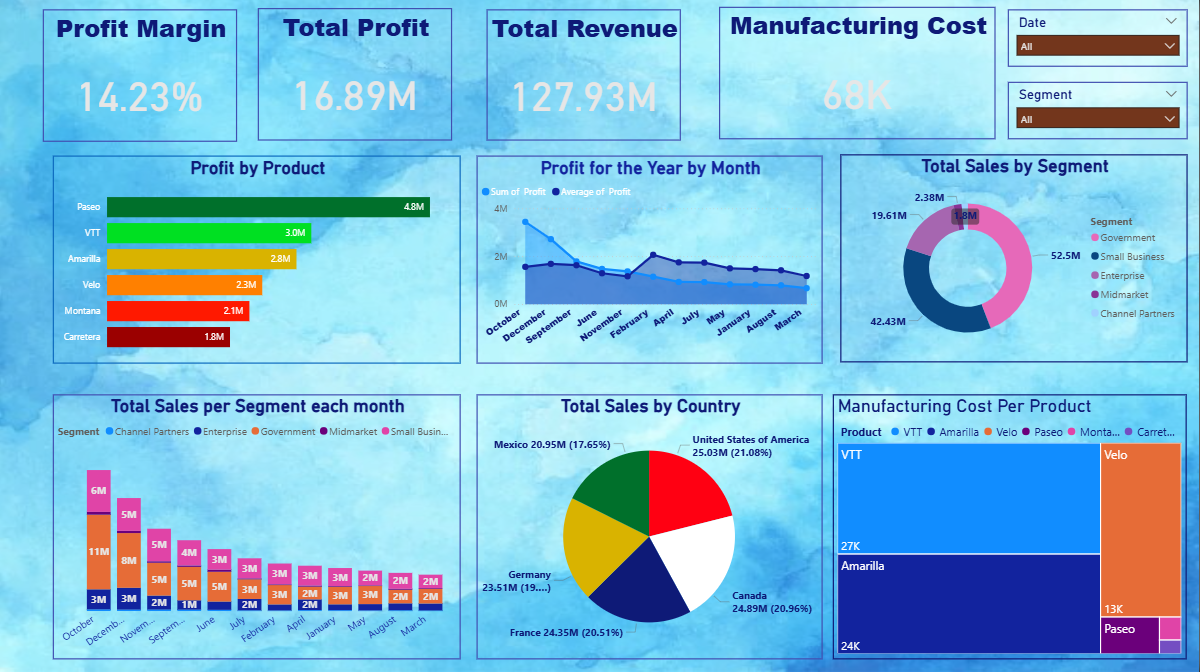 Profit Margin
14.23%
Total Profit
16.89M
Total Revenue
127.93M
Manufacturing Cost
68K
Date
All
Segment
All
Profit by Product
Paseo 4.8M
VTT 3.0M
Amarilla 2.8M
Velo 2.3M
Montana 2.1M
Carretera 1.8M
Profit for the Year by Month
Sum of Profit Average of Profit
4M
2M
0M
October
December
September
June
November
February
April
July
May
January
August
March
Total Sales by Segment
2.38M
1.8M
19.61M
52.5M
42.43M
Segment
Government
Small Business
Enterprise
Midmarket
Channel Partners
Total Sales per Segment each month
Segment Channel Partners Enterprise Government Midmarket Small Busin...
6M
11M
3M
5M
8M
3M
5M
5M
2M
4M
5M
1M
3M
5M
3M
3M
2M
3M
3M
3M
2M
2M
3M
3M
2M
3M
2M
2M
2M
2M
October
Decemb...
Novem...
Septem...
June
July
February
April
January
May
August
March
Total Sales by Country
Mexico 20.95M (17.65%)
United States of America
25.03M (21.08%)
Germany
23.51M (19....)
Canada
24.89M (20.96%)
France 24.35M (20.51%)
Manufacturing Cost Per Product
Product VTT Amarilla Velo Paseo Monta... Carret...
VTT
27K
Amarilla
24K
Velo
13K
Paseo